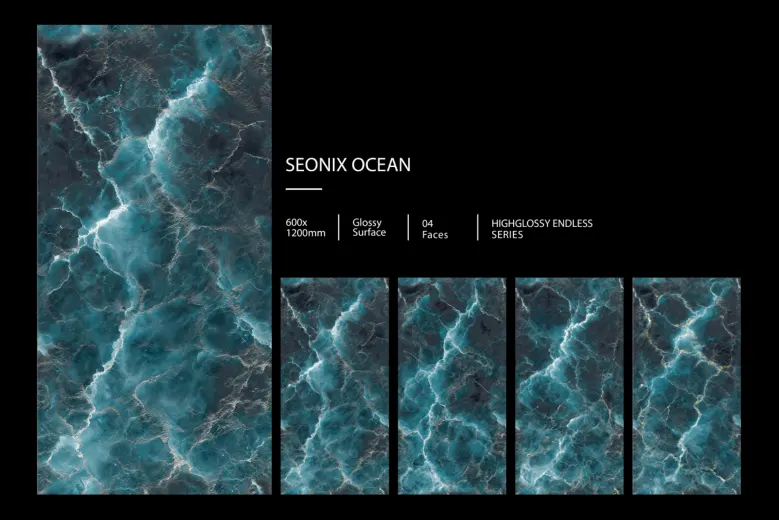 SEONIX OCEAN
600x
1200mm
Glossy
Surface
04
Faces
HIGHGLOSSY ENDLESS
SERIES